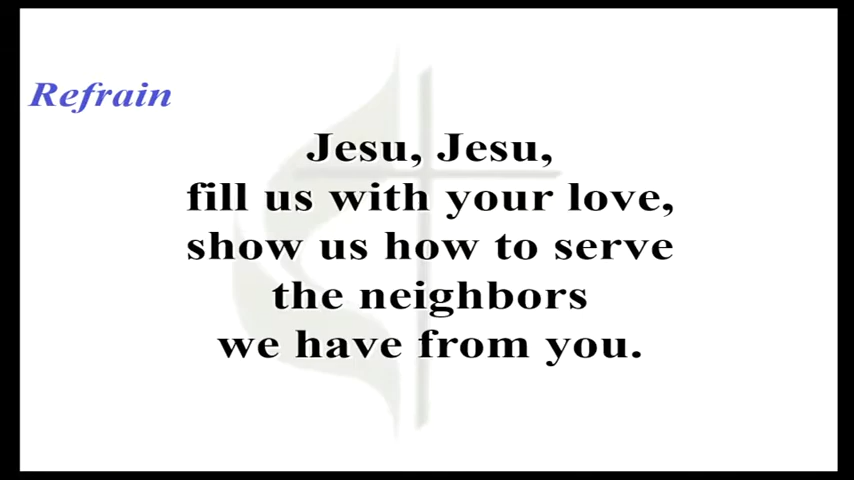 Refrain
Jesu, Jesu,
fill us with your love,
show us how to serve
the neighbors
we have from you.